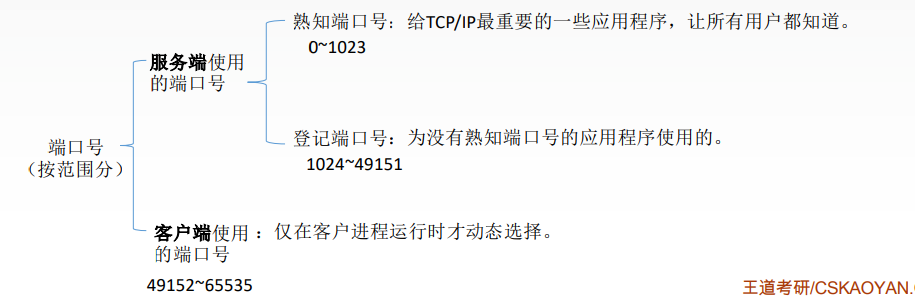 熟知端口号：给TCP/IP最重要的一些应用程序，让所有用户都知道。
0~1023
服务端使用
的端口号
登记端口号：为没有熟知端口号的应用程序使用的。
1024~49151
端口号
（按范围分）
客户端使用
的端口号
：仅在客户进程运行时才动态选择。
49152~65535
王道考研/CSKAOYAN.